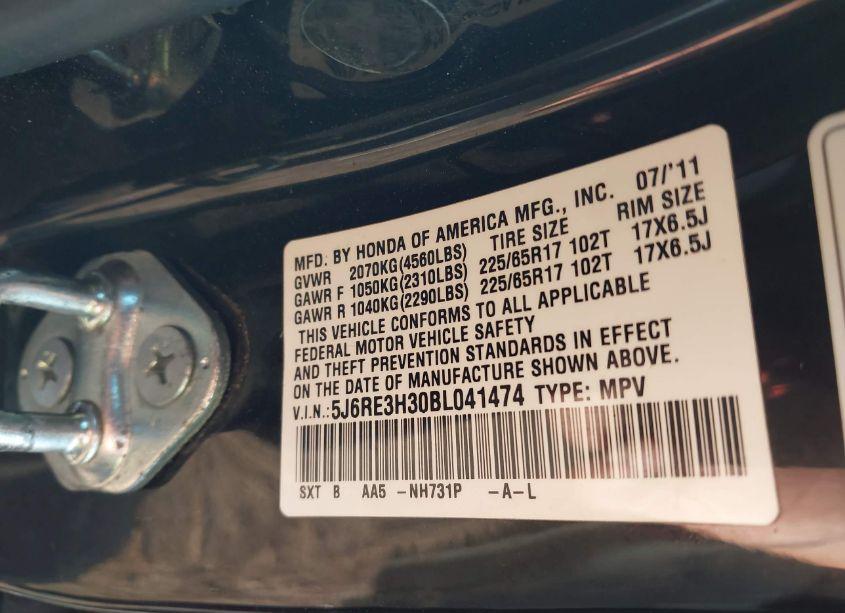 MFD. BY HONDA OF AMERICA MFG., INC. 07/'11
GVWR 2070KG(4560LBS) TIRE SIZE RIM SIZE
GAWR F 1050KG(2310LBS) 225/65R17 102T 17X6.5J
GAWR R 1040KG(2290LBS) 225/65R17 102T 17X6.5J
THIS VEHICLE CONFORMS TO ALL APPLICABLE
FEDERAL MOTOR VEHICLE SAFETY
AND THEFT PREVENTION STANDARDS IN EFFECT
ON THE DATE OF MANUFACTURE SHOWN ABOVE.
V.I.N.:5J6RE3H30BL041474 TYPE: MPV
SXT B AA5 -NH731P -A-L